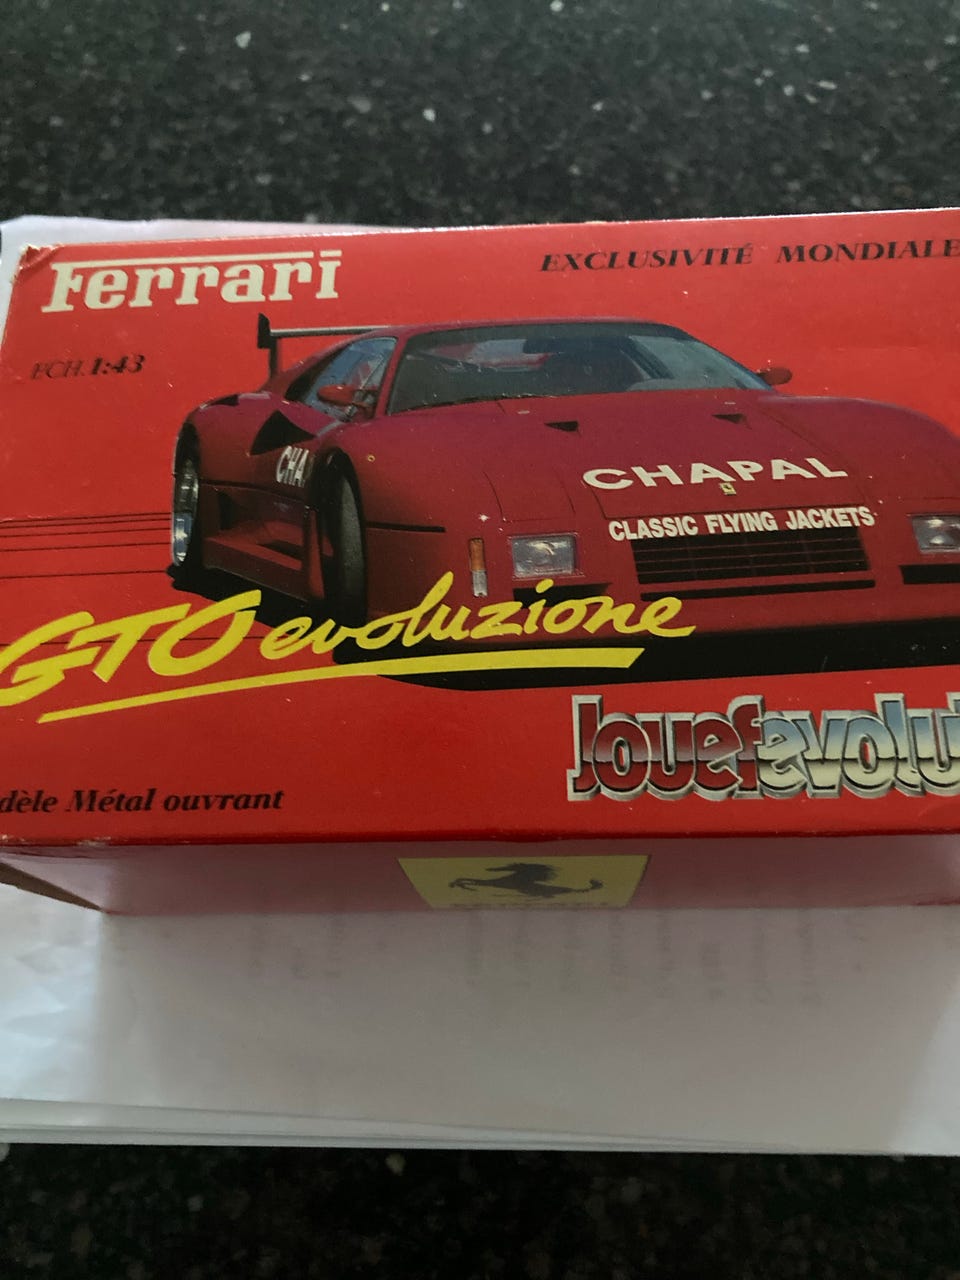 Ferrari
EXCLUSIVITÉ MONDIALE
ECH. 1:43
CHA
CHAPAL
CLASSIC FLYING JACKETS
GTO evoluzione
Jouefevolu
dèle Métal ouvrant